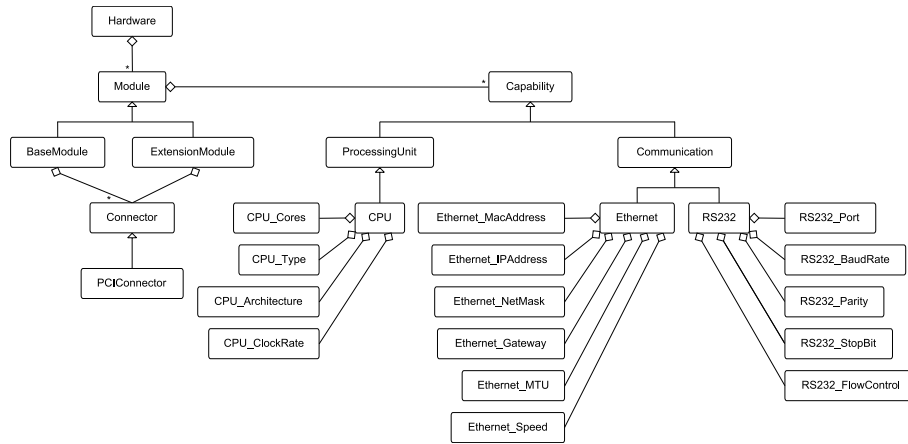 Hardware
*
Module
*
Capability
BaseModule
ExtensionModule
ProcessingUnit
Communication
*
Connector
CPU_Cores
CPU
Ethernet_MacAddress
Ethernet
RS232
RS232_Port
CPU_Type
Ethernet_IPAddress
RS232_BaudRate
PCIConnector
CPU_Architecture
Ethernet_NetMask
RS232_Parity
CPU_ClockRate
Ethernet_Gateway
RS232_StopBit
Ethernet_MTU
RS232_FlowControl
Ethernet_Speed